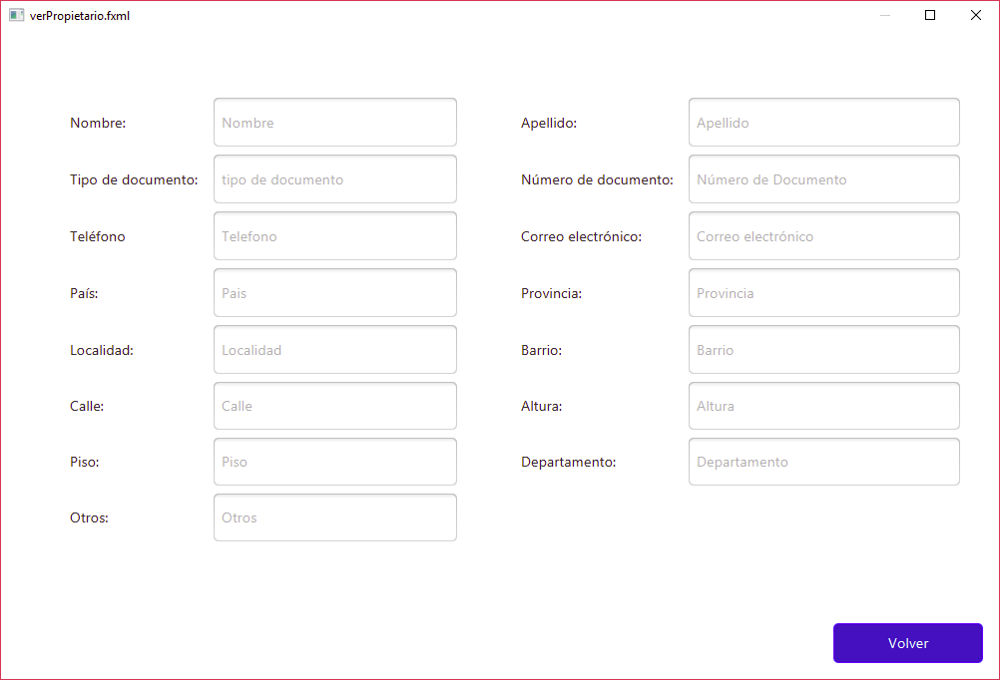 verPropietario.fxml
Nombre: Nombre Apellido: Apellido
Tipo de documento: tipo de documento Número de documento: Número de Documento
Teléfono Telefono Correo electrónico: Correo electrónico
País: Pais Provincia: Provincia
Localidad: Localidad Barrio: Barrio
Calle: Calle Altura: Altura
Piso: Piso Departamento: Departamento
Otros: Otros
Volver